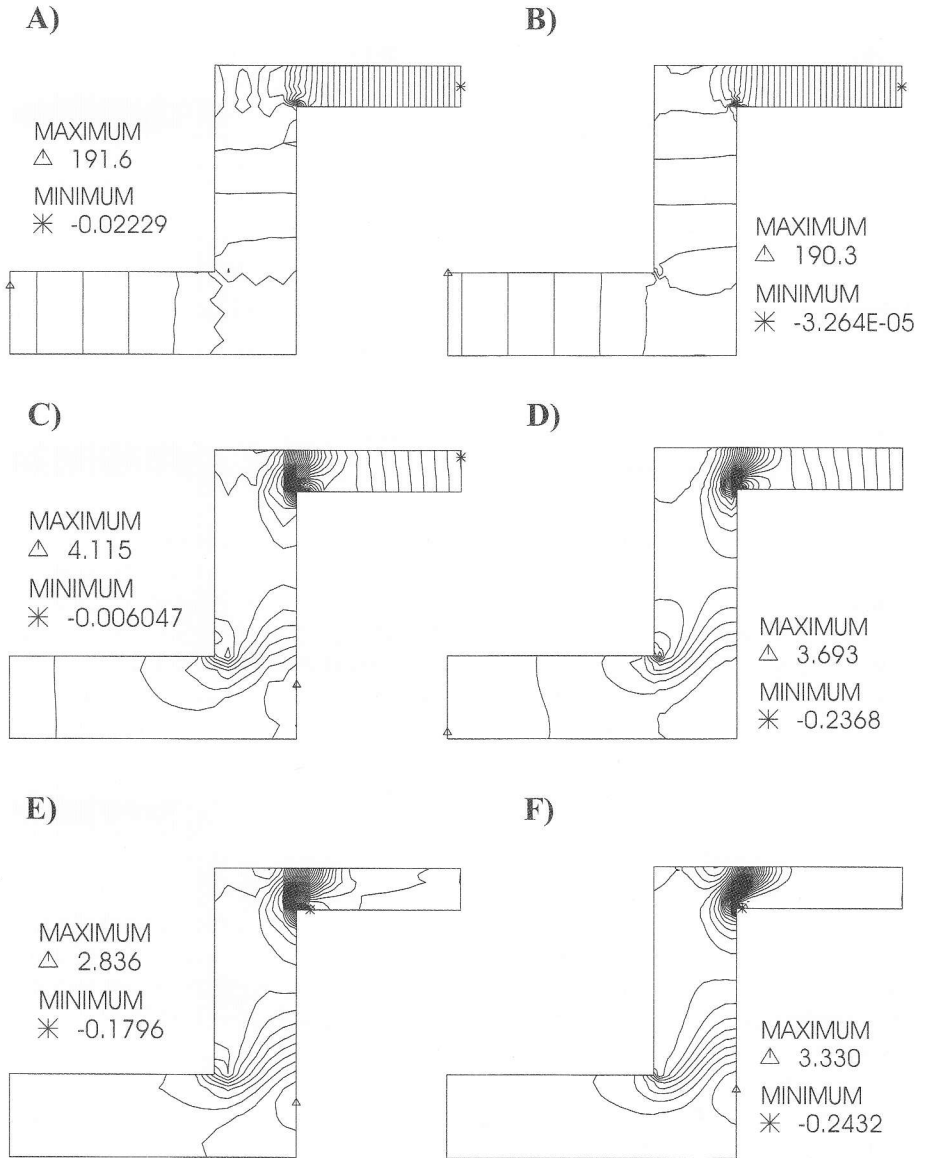 A)
B)
MAXIMUM
△ 191.6
MINIMUM
✳ -0.02229
MAXIMUM
△ 190.3
MINIMUM
✳ -3.264E-05
C)
D)
MAXIMUM
△ 4.115
MINIMUM
✳ -0.006047
MAXIMUM
△ 3.693
MINIMUM
✳ -0.2368
E)
F)
MAXIMUM
△ 2.836
MINIMUM
✳ -0.1796
MAXIMUM
△ 3.330
MINIMUM
✳ -0.2432